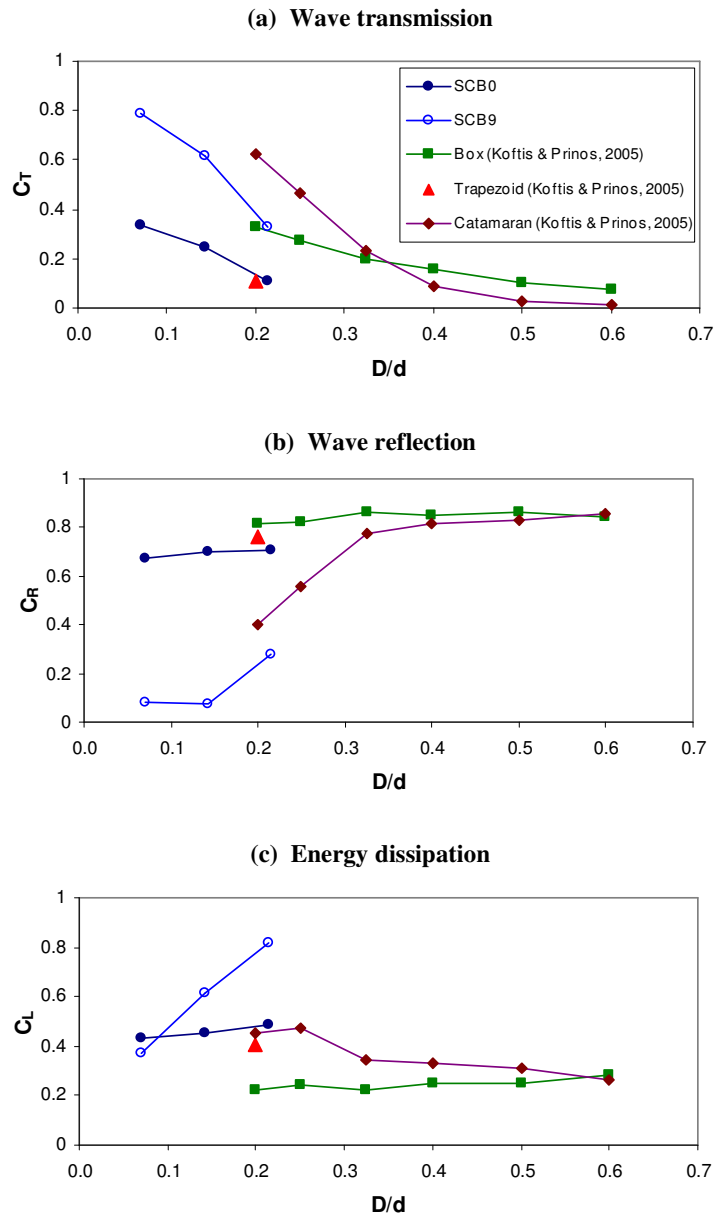 (a) Wave transmission
1
0.8
0.6
0.4
0.2
0
CT
0.0 0.1 0.2 0.3 0.4 0.5 0.6 0.7
D/d
SCB0
SCB9
Box (Koftis & Prinos, 2005)
Trapezoid (Koftis & Prinos, 2005)
Catamaran (Koftis & Prinos, 2005)
(b) Wave reflection
1
0.8
0.6
0.4
0.2
0
CR
0.0 0.1 0.2 0.3 0.4 0.5 0.6 0.7
D/d
(c) Energy dissipation
1
0.8
0.6
0.4
0.2
0
CL
0.0 0.1 0.2 0.3 0.4 0.5 0.6 0.7
D/d